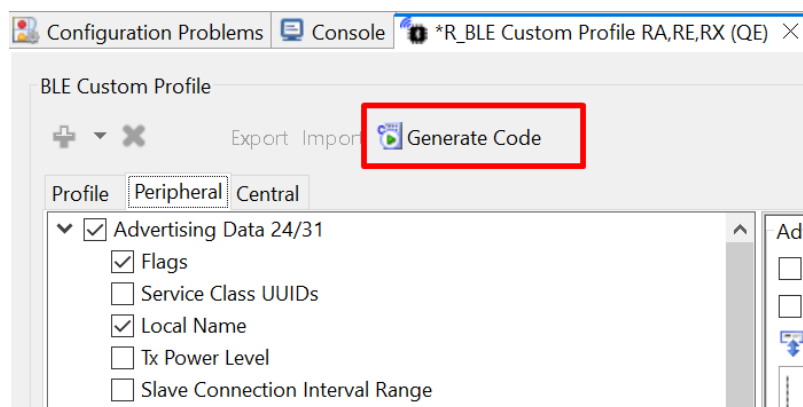 Configuration Problems Console *R_BLE Custom Profile RA,RE,RX (QE)
BLE Custom Profile
Export Import Generate Code
Profile Peripheral Central
Advertising Data 24/31
Ad
Flags
Service Class UUIDs
Local Name
Tx Power Level
Slave Connection Interval Range